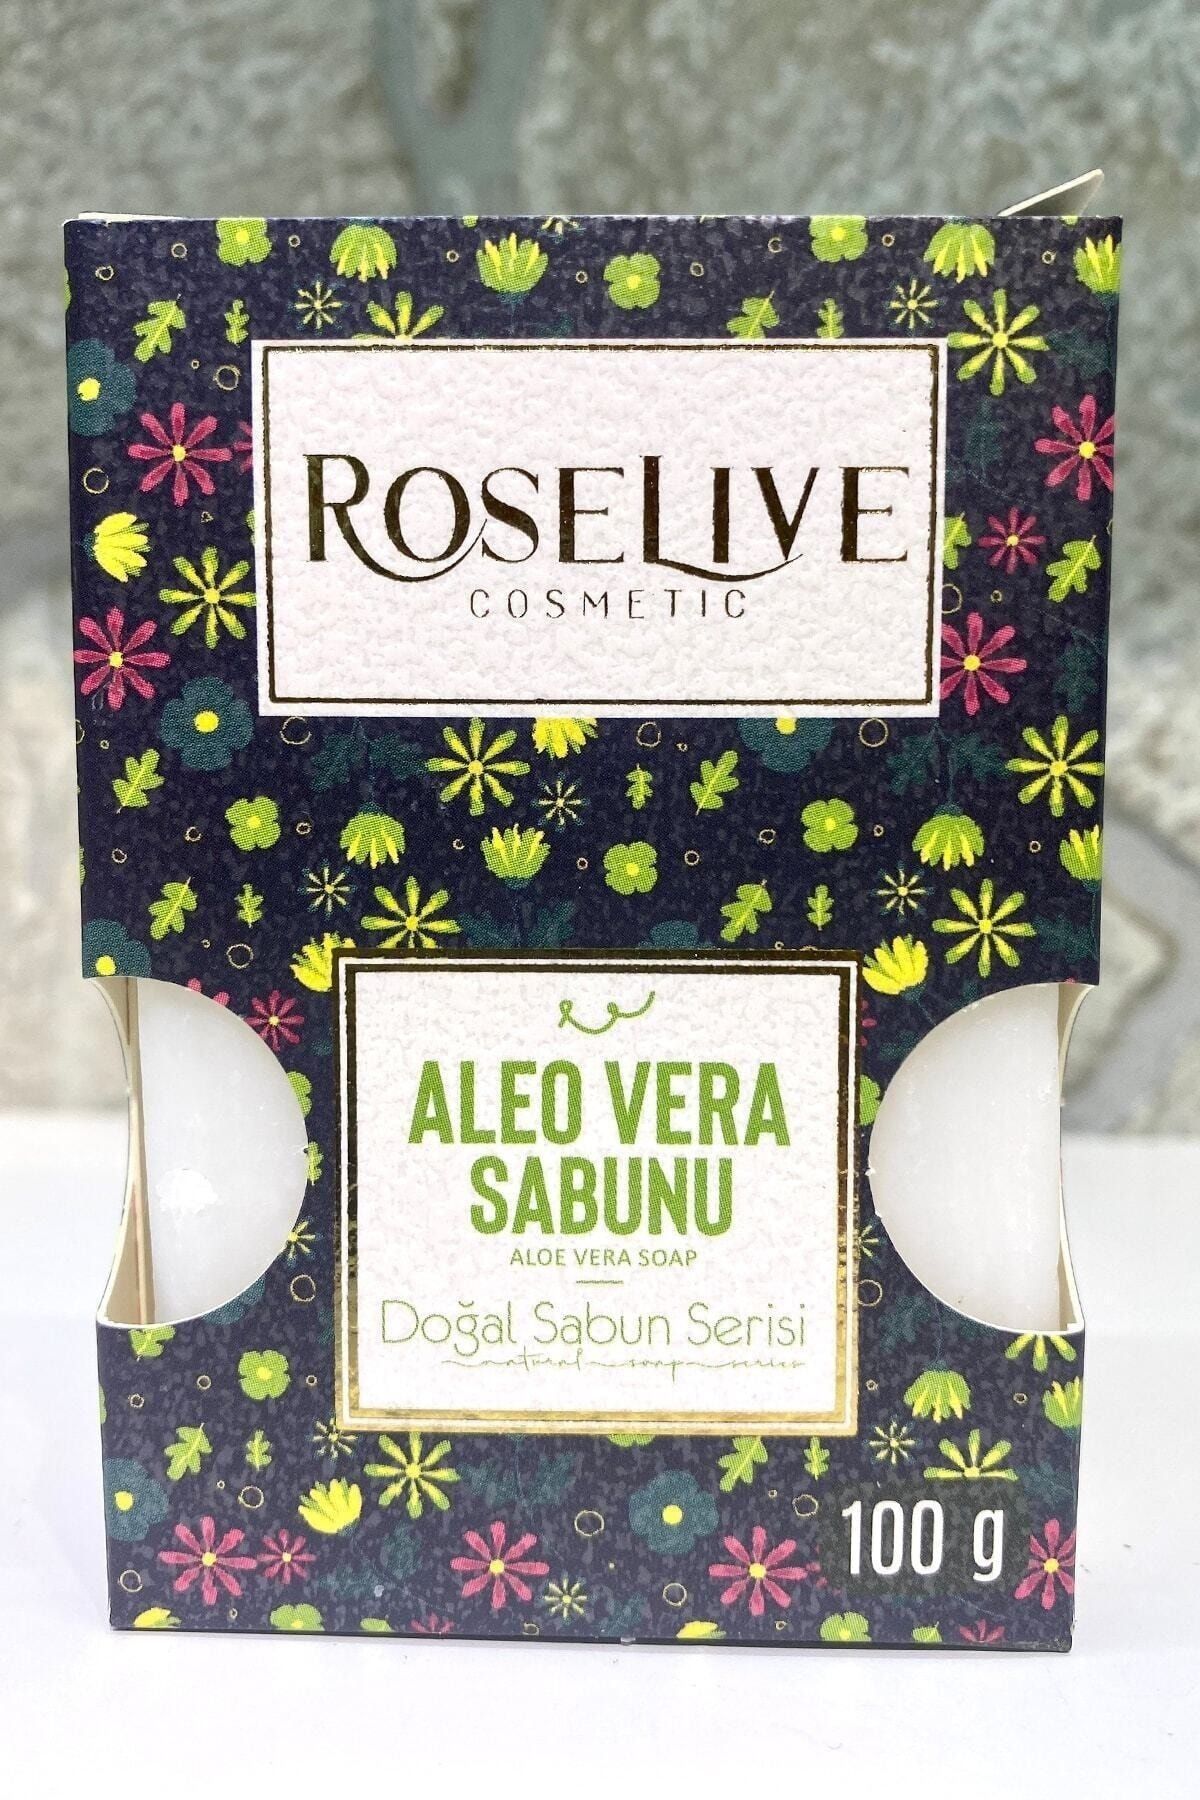 ROSELIVE
COSMETIC
ALEO VERA
SABUNU
ALOE VERA SOAP
Doğal Sabun Serisi
natural soap series
100 g